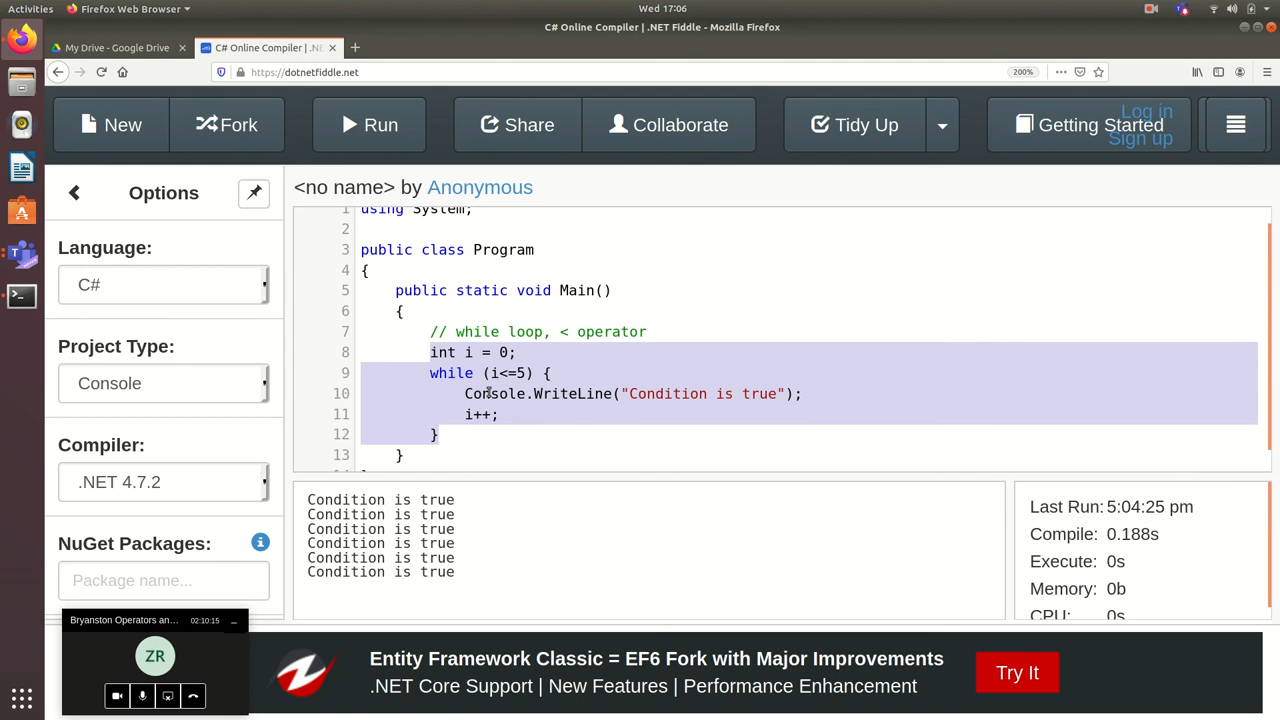 Activities Firefox Web Browser Wed 17:06
C# Online Compiler | .NET Fiddle - Mozilla Firefox
My Drive - Google Drive × C# Online Compiler | .NE × +
https://dotnetfiddle.net 200%
New Fork Run Share Collaborate Tidy Up Getting Started Log in
Sign up
Options
<no name> by Anonymous
Language:
C#
Project Type:
Console
Compiler:
.NET 4.7.2
NuGet Packages:
Package name...
1 using System;
2
3 public class Program
4 {
5 public static void Main()
6 {
7 // while loop, < operator
8 int i = 0;
9 while (i<=5) {
10 Console.WriteLine("Condition is true");
11 i++;
12 }
13 }
Condition is true
Condition is true
Condition is true
Condition is true
Condition is true
Condition is true
Last Run: 5:04:25 pm
Compile: 0.188s
Execute: 0s
Memory: 0b
CPU: 0s
Bryanston Operators an... 02:10:15
ZR
Entity Framework Classic = EF6 Fork with Major Improvements
.NET Core Support | New Features | Performance Enhancement
Try It